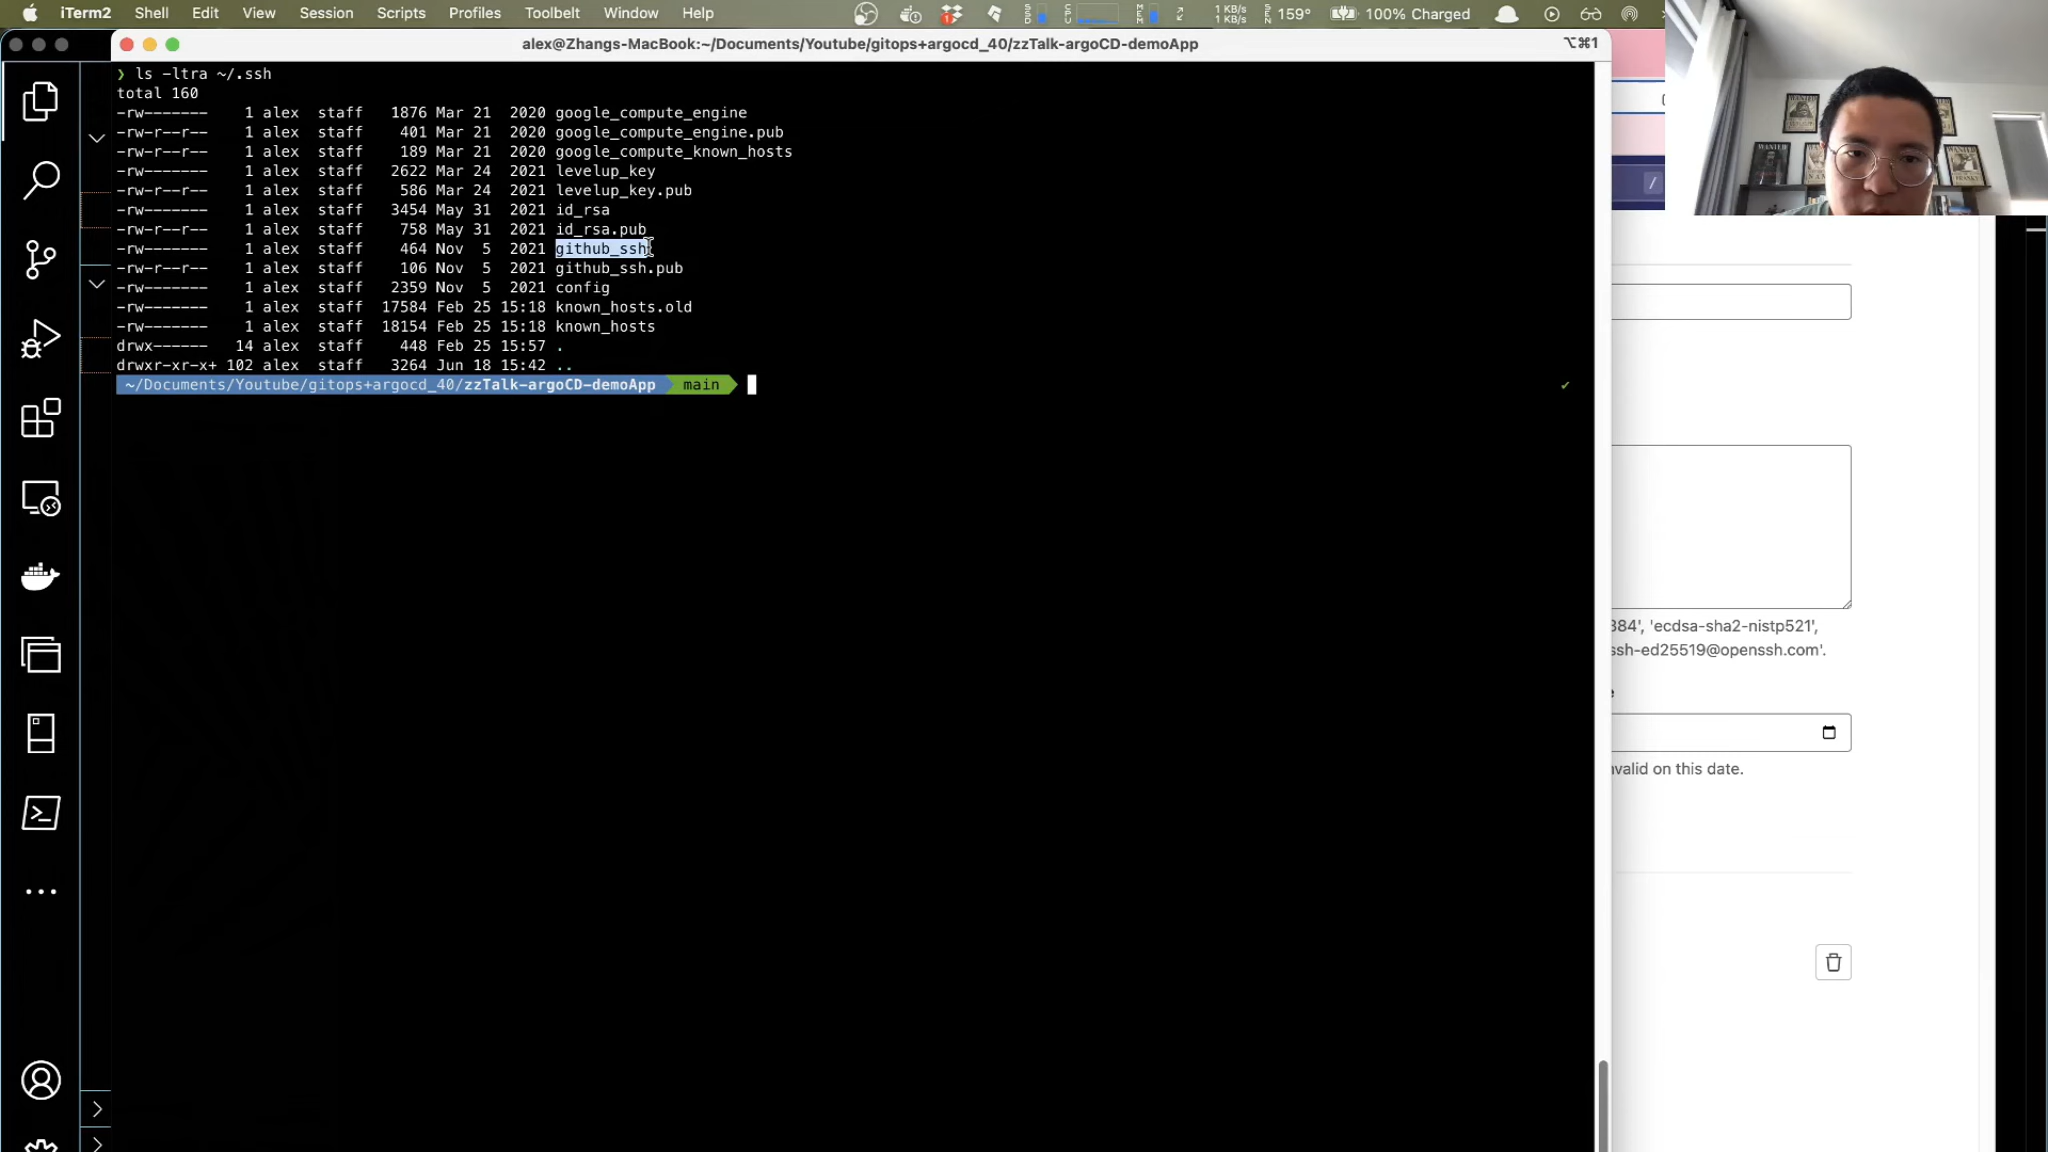 iTerm2 Shell Edit View Session Scripts Profiles Toolbelt Window Help
1 KB/s
1 KB/s
159° 100% Charged
alex@Zhangs-MacBook:~/Documents/Youtube/gitops+argocd_40/zzTalk-argoCD-demoApp
⌥⌘1
❯ ls -ltra ~/.ssh
total 160
-rw------- 1 alex staff 1876 Mar 21 2020 google_compute_engine
-rw-r--r-- 1 alex staff 401 Mar 21 2020 google_compute_engine.pub
-rw-r--r-- 1 alex staff 189 Mar 21 2020 google_compute_known_hosts
-rw------- 1 alex staff 2622 Mar 24 2021 levelup_key
-rw-r--r-- 1 alex staff 586 Mar 24 2021 levelup_key.pub
-rw------- 1 alex staff 3454 May 31 2021 id_rsa
-rw-r--r-- 1 alex staff 758 May 31 2021 id_rsa.pub
-rw------- 1 alex staff 464 Nov 5 2021 github_ssh
-rw-r--r-- 1 alex staff 106 Nov 5 2021 github_ssh.pub
-rw------- 1 alex staff 2359 Nov 5 2021 config
-rw------- 1 alex staff 17584 Feb 25 15:18 known_hosts.old
-rw------- 1 alex staff 18154 Feb 25 15:18 known_hosts
drwx------ 14 alex staff 448 Feb 25 15:57 .
drwxr-xr-x+ 102 alex staff 3264 Jun 18 15:42 ..
~/Documents/Youtube/gitops+argocd_40/zzTalk-argoCD-demoApp main ✔
/
384', 'ecdsa-sha2-nistp521',
ssh-ed25519@openssh.com'.
e
nvalid on this date.
WANTED
WANTED